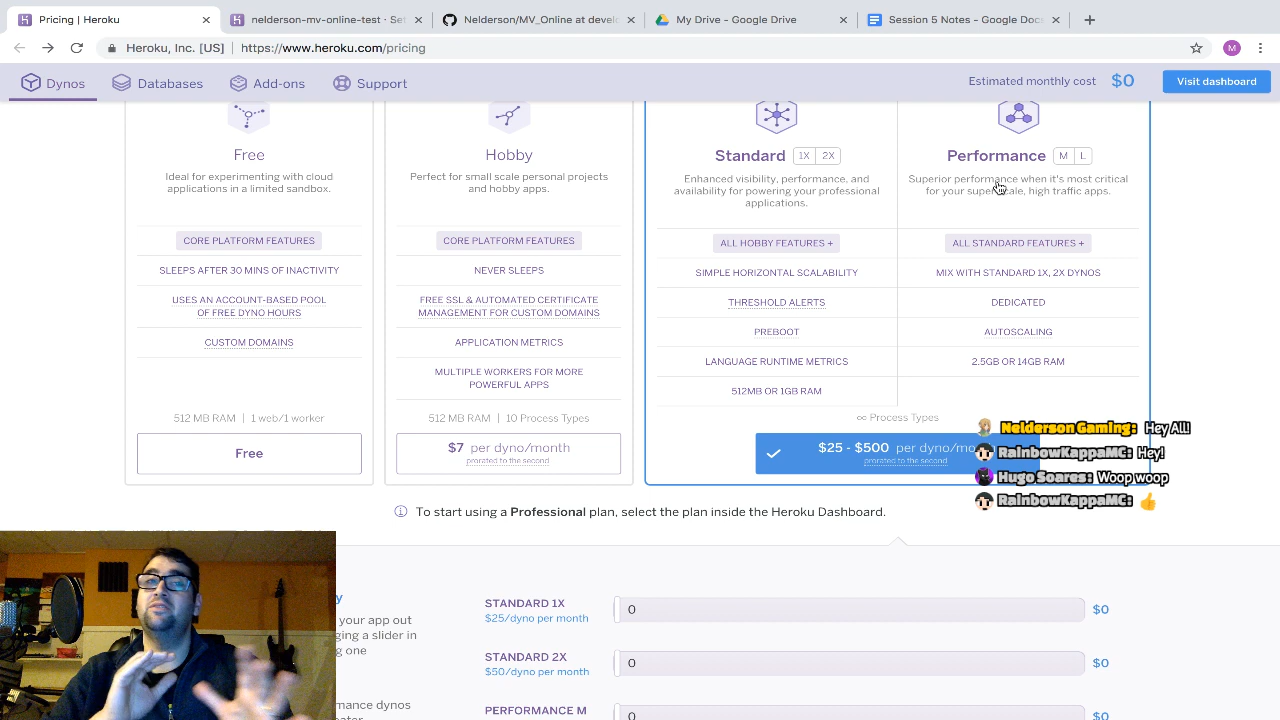 Pricing | Heroku
nelderson-mv-online-test · Se
Nelderson/MV_Online at devel
My Drive - Google Drive
Session 5 Notes - Google Doc
Heroku, Inc. [US]
https://www.heroku.com/pricing
M
Dynos
Databases
Add-ons
Support
Estimated monthly cost $0
Visit dashboard
Free
Ideal for experimenting with cloud
applications in a limited sandbox.
CORE PLATFORM FEATURES
SLEEPS AFTER 30 MINS OF INACTIVITY
USES AN ACCOUNT-BASED POOL
OF FREE DYNO HOURS
CUSTOM DOMAINS
512 MB RAM | 1 web/1 worker
Free
Hobby
Perfect for small scale personal projects
and hobby apps.
CORE PLATFORM FEATURES
NEVER SLEEPS
FREE SSL & AUTOMATED CERTIFICATE
MANAGEMENT FOR CUSTOM DOMAINS
APPLICATION METRICS
MULTIPLE WORKERS FOR MORE
POWERFUL APPS
512 MB RAM | 10 Process Types
$7 per dyno/month
prorated to the second
Standard 1X 2X
Enhanced visibility, performance, and
availability for powering your professional
applications.
ALL HOBBY FEATURES +
SIMPLE HORIZONTAL SCALABILITY
THRESHOLD ALERTS
PREBOOT
LANGUAGE RUNTIME METRICS
512MB OR 1GB RAM
Performance M L
Superior performance when it's most critical
for your super scale, high traffic apps.
ALL STANDARD FEATURES +
MIX WITH STANDARD 1X, 2X DYNOS
DEDICATED
AUTOSCALING
2.5GB OR 14GB RAM
∞ Process Types
$25 - $500 per dyno/mo
prorated to the second
Nelderson Gaming: Hey All!
RainbowKappaMC: Hey!
Hugo Soares: Woop woop
RainbowKappaMC: 👍
To start using a Professional plan, select the plan inside the Heroku Dashboard.
y
your app out
ging a slider in
g one
mance dynos
STANDARD 1X
$25/dyno per month
0
$0
STANDARD 2X
$50/dyno per month
0
$0
PERFORMANCE M
0
$0